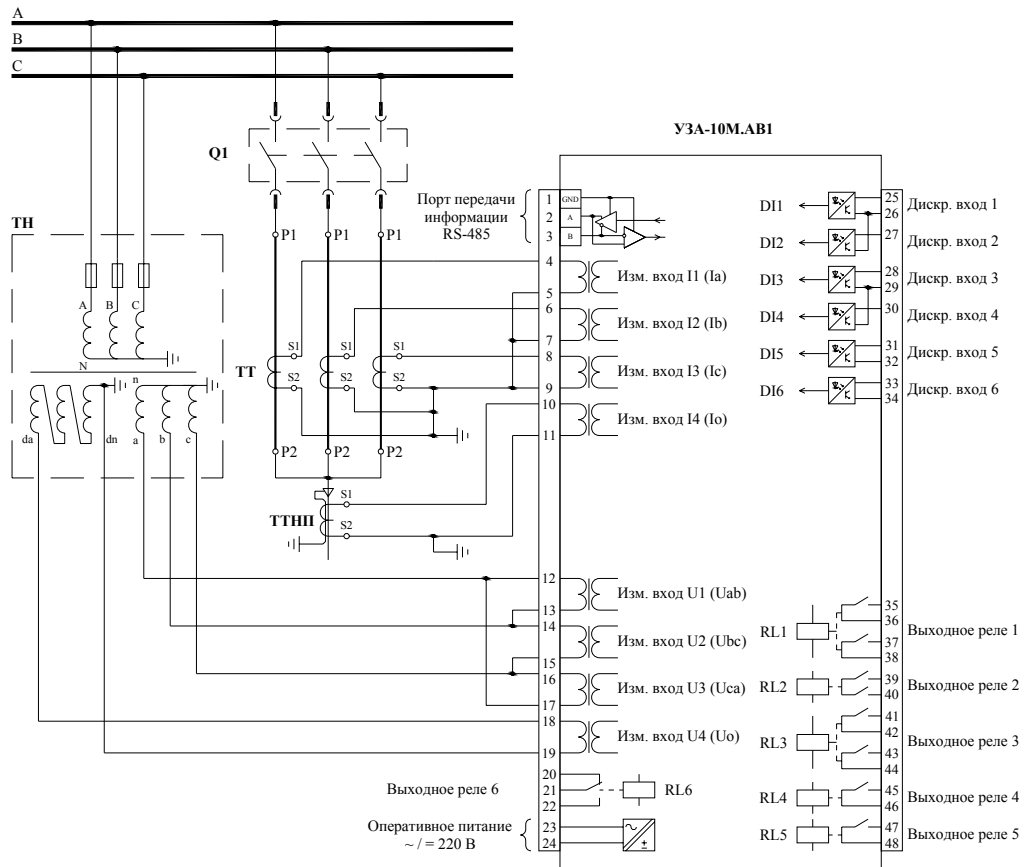 A
B
C
УЗА-10М.АВ1
Q1
Порт передачи
информации
RS-485
1
2
3
GND
A
B
ТН
A
B
C
N
n
da
dn
a
b
c
P1
P1
P1
ТТ
S1
S2
S1
S2
S1
S2
P2
P2
P2
ТТНП
S1
S2
4
5
6
7
8
9
10
11
Изм. вход I1 (Ia)
Изм. вход I2 (Ib)
Изм. вход I3 (Ic)
Изм. вход I4 (Io)
12
13
14
15
16
17
18
19
Изм. вход U1 (Uab)
Изм. вход U2 (Ubc)
Изм. вход U3 (Uca)
Изм. вход U4 (Uo)
Выходное реле 6
20
21
22
RL6
Оперативное питание
~ / = 220 В
23
24
~
±
DI1
25
26
Дискр. вход 1
DI2
27
Дискр. вход 2
DI3
28
29
Дискр. вход 3
DI4
30
Дискр. вход 4
DI5
31
32
Дискр. вход 5
DI6
33
34
Дискр. вход 6
RL1
35
36
37
38
Выходное реле 1
RL2
39
40
Выходное реле 2
RL3
41
42
43
44
Выходное реле 3
RL4
45
46
Выходное реле 4
RL5
47
48
Выходное реле 5